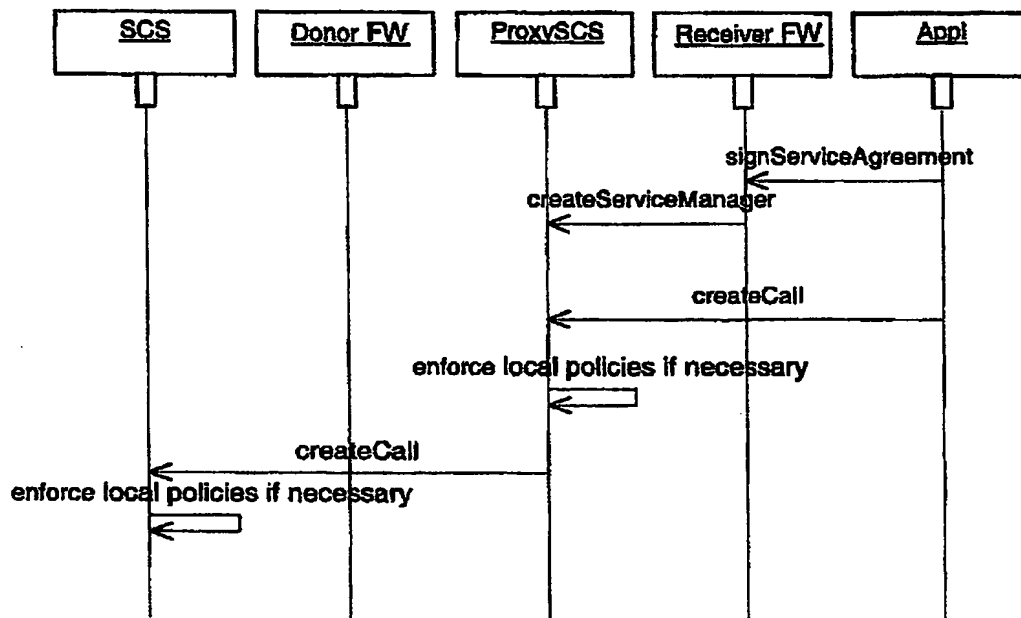 SCS
Donor FW
ProxySCS
Receiver FW
Appl
signServiceAgreement
createServiceManager
createCall
enforce local policies if necessary
createCall
enforce local policies if necessary